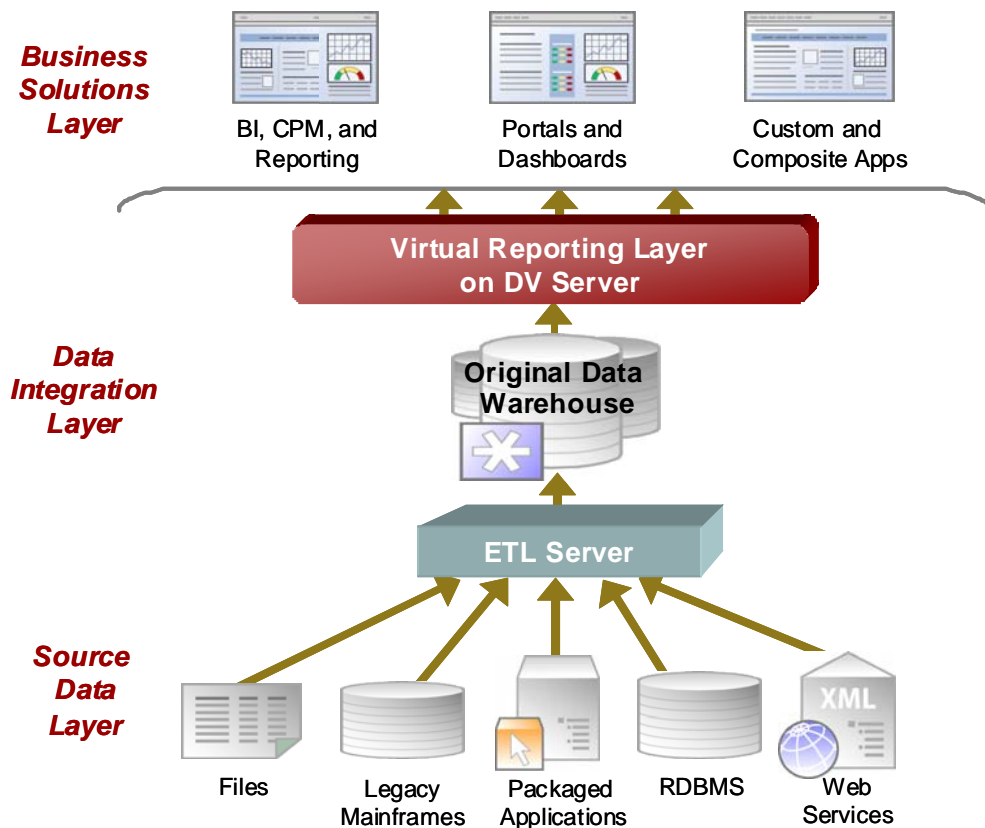 Business
Solutions
Layer
BI, CPM, and
Reporting
Portals and
Dashboards
Custom and
Composite Apps
Virtual Reporting Layer
on DV Server
Data
Integration
Layer
Original Data
Warehouse
ETL Server
Source
Data
Layer
XML
Files
Legacy
Mainframes
Packaged
Applications
RDBMS
Web
Services